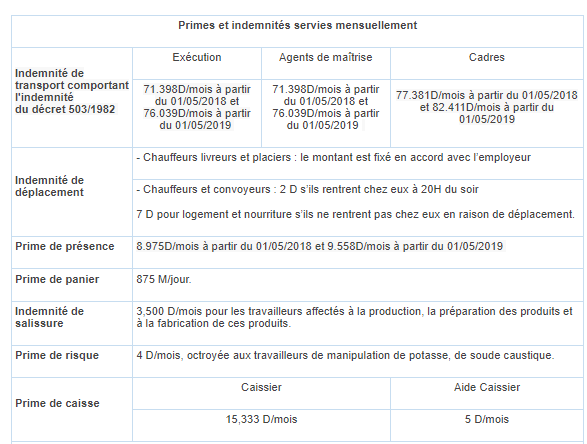 Primes et indemnités servies mensuellement
Indemnité de
transport comportant
l'indemnité
du décret 503/1982
Exécution
Agents de maîtrise
Cadres
71.398D/mois à partir
du 01/05/2018 et
76.039D/mois à partir
du 01/05/2019
71.398D/mois à partir
du 01/05/2018 et
76.039D/mois à partir
du 01/05/2019
77.381D/mois à partir du 01/05/2018
et 82.411D/mois à partir du
01/05/2019
Indemnité de
déplacement
- Chauffeurs livreurs et placiers : le montant est fixé en accord avec l'employeur
- Chauffeurs et convoyeurs : 2 D s'ils rentrent chez eux à 20H du soir
7 D pour logement et nourriture s'ils ne rentrent pas chez eux en raison de déplacement.
Prime de présence
8.975D/mois à partir du 01/05/2018 et 9.558D/mois à partir du 01/05/2019
Prime de panier
875 M/jour.
Indemnité de
salissure
3,500 D/mois pour les travailleurs affectés à la production, la préparation des produits et
à la fabrication de ces produits.
Prime de risque
4 D/mois, octroyée aux travailleurs de manipulation de potasse, de soude caustique.
Prime de caisse
Caissier
Aide Caissier
15,333 D/mois
5 D/mois